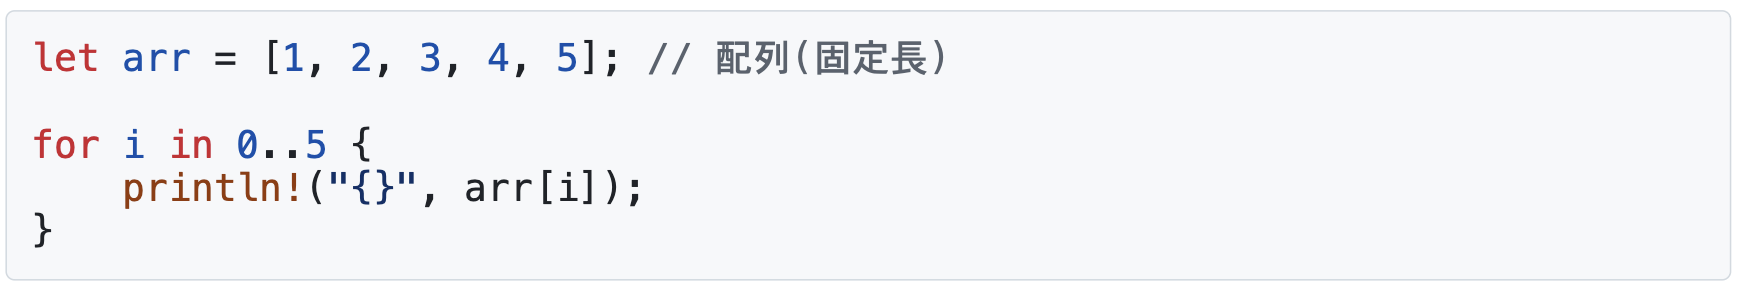 let arr = [1, 2, 3, 4, 5]; // 配列(固定長)
for i in 0..5 {
    println!("{}", arr[i]);
}